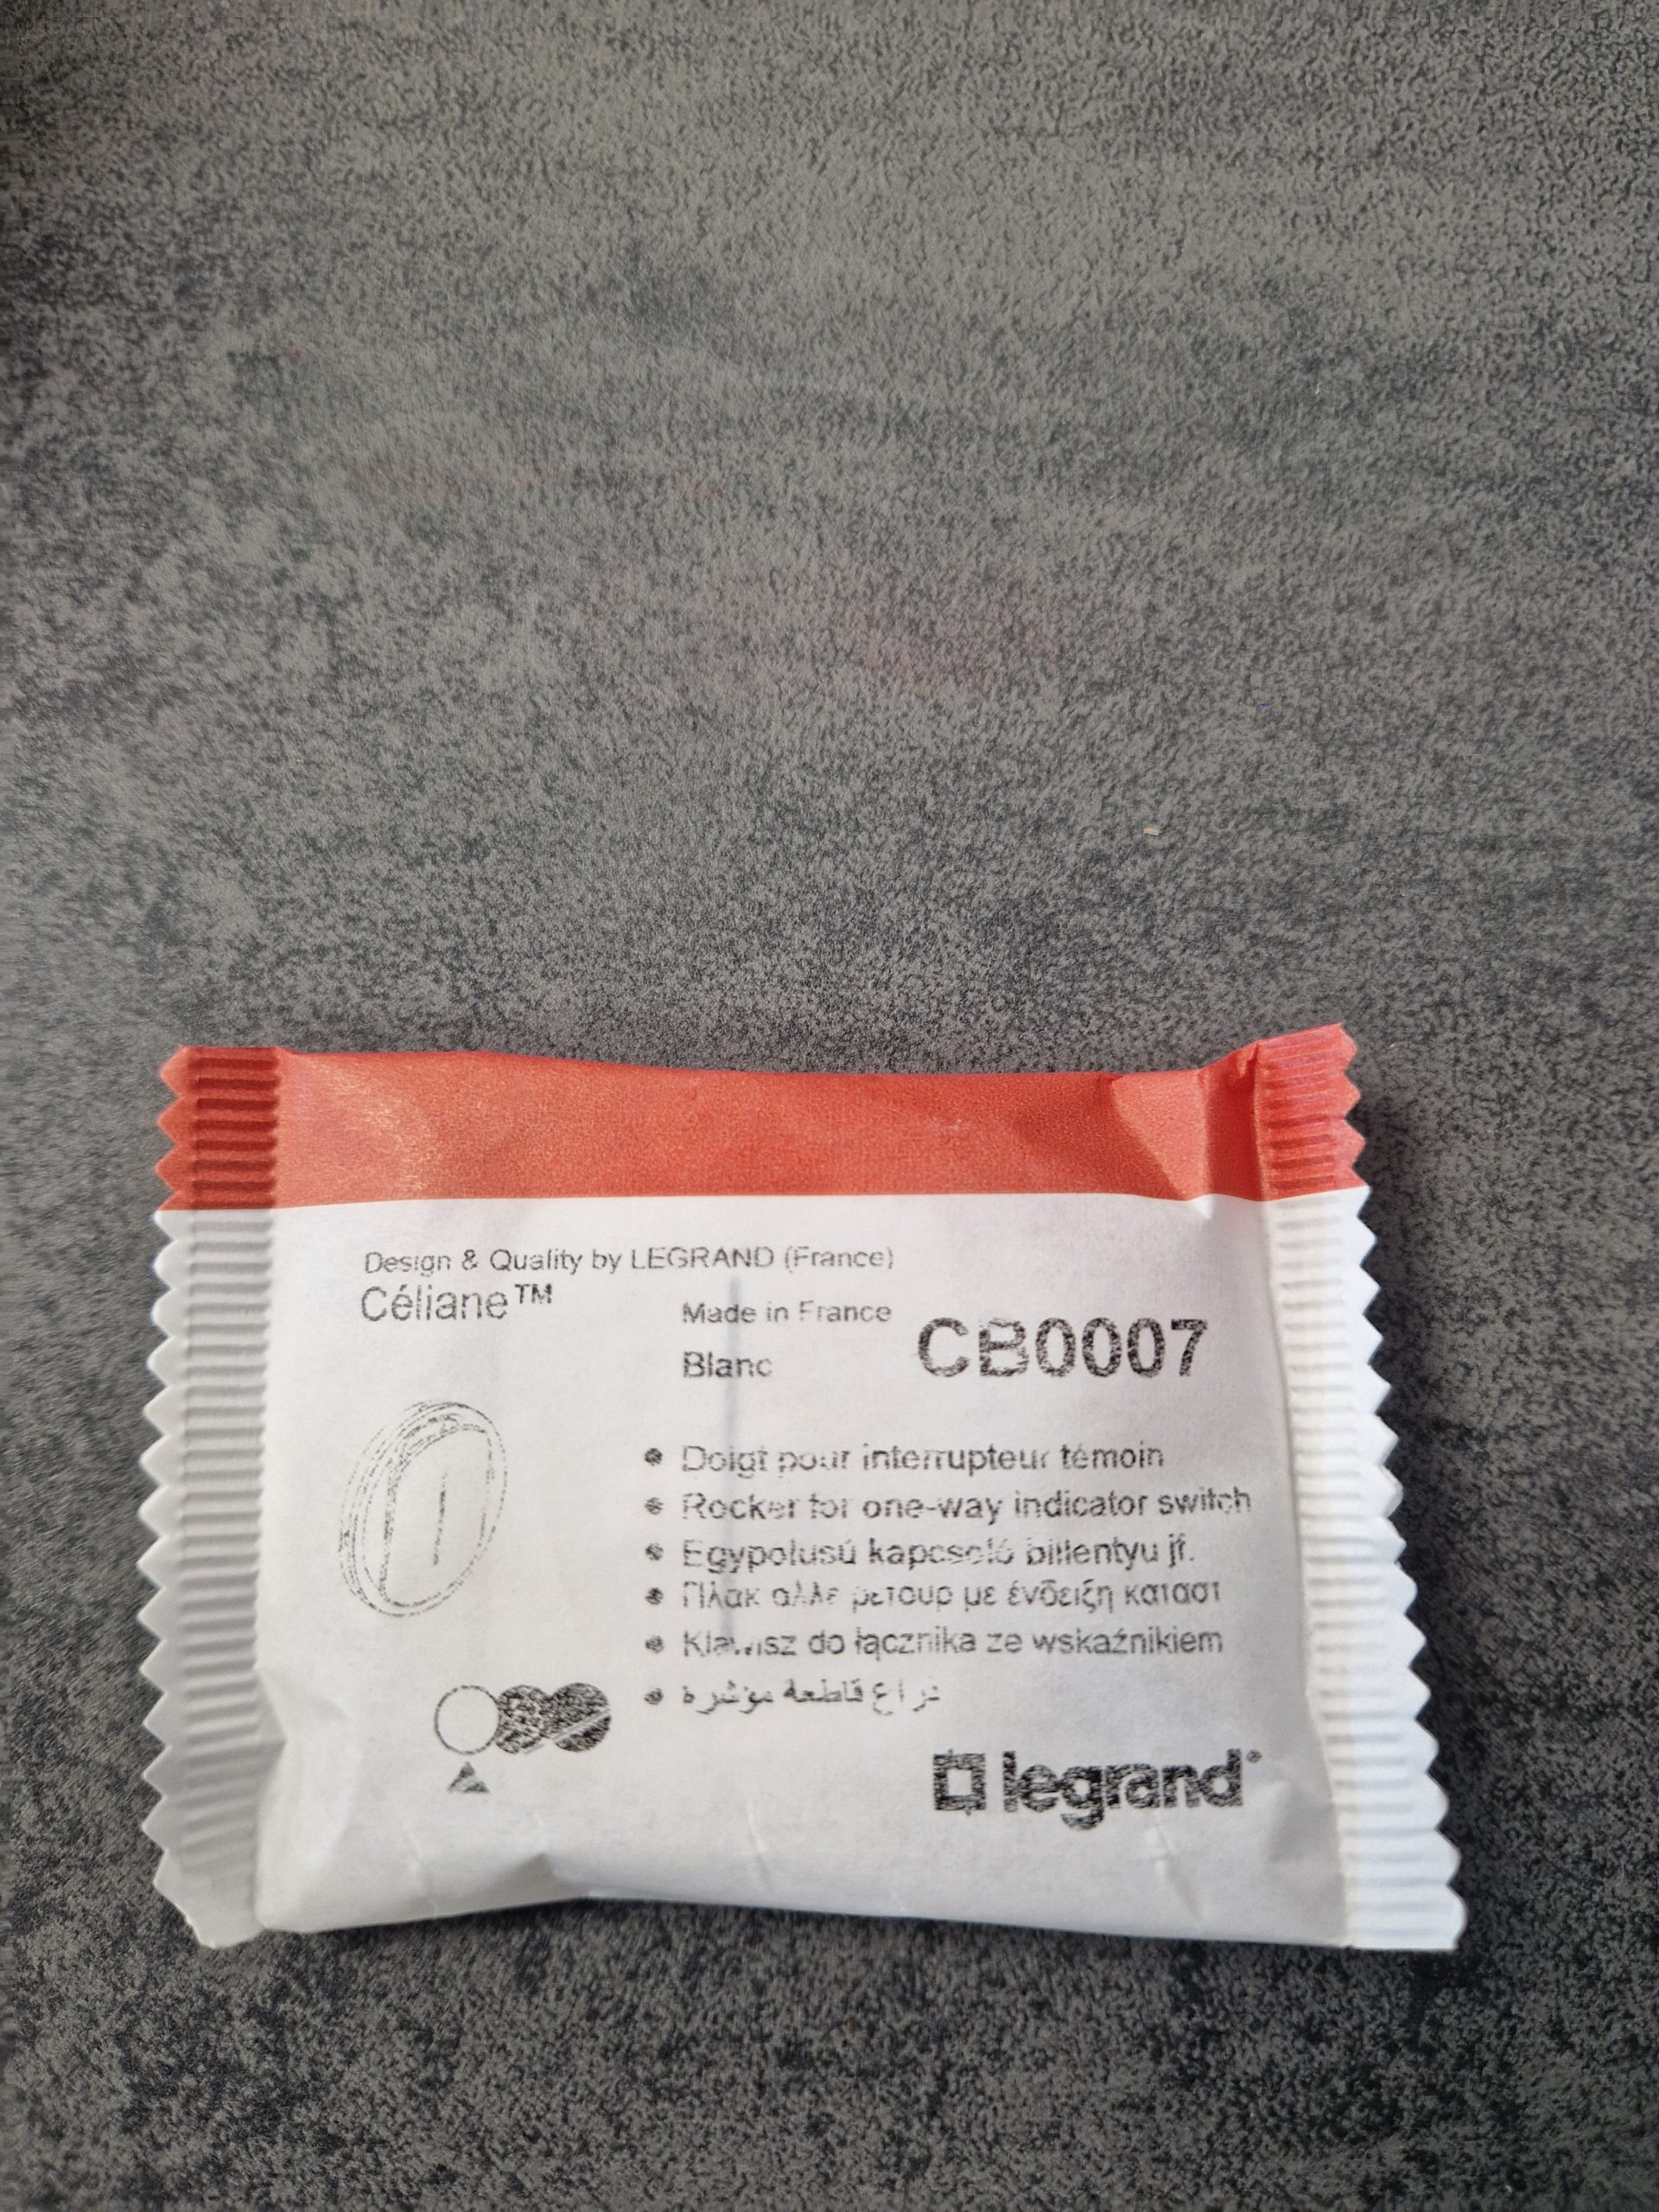 Design & Quality by LEGRAND (France)
Céliane™
Made in France
Blanc
CB0007
• Doigt pour interrupteur témoin
• Rocker for one-way indicator switch
• Egypolusú kapcsoló billentyu jf.
• Πλακ αλλε ρετουρ με ένδειξη κατασt
• Klawisz do łącznika ze wskaźnikiem
• ذراع قاطعة مؤشرة
legrand®